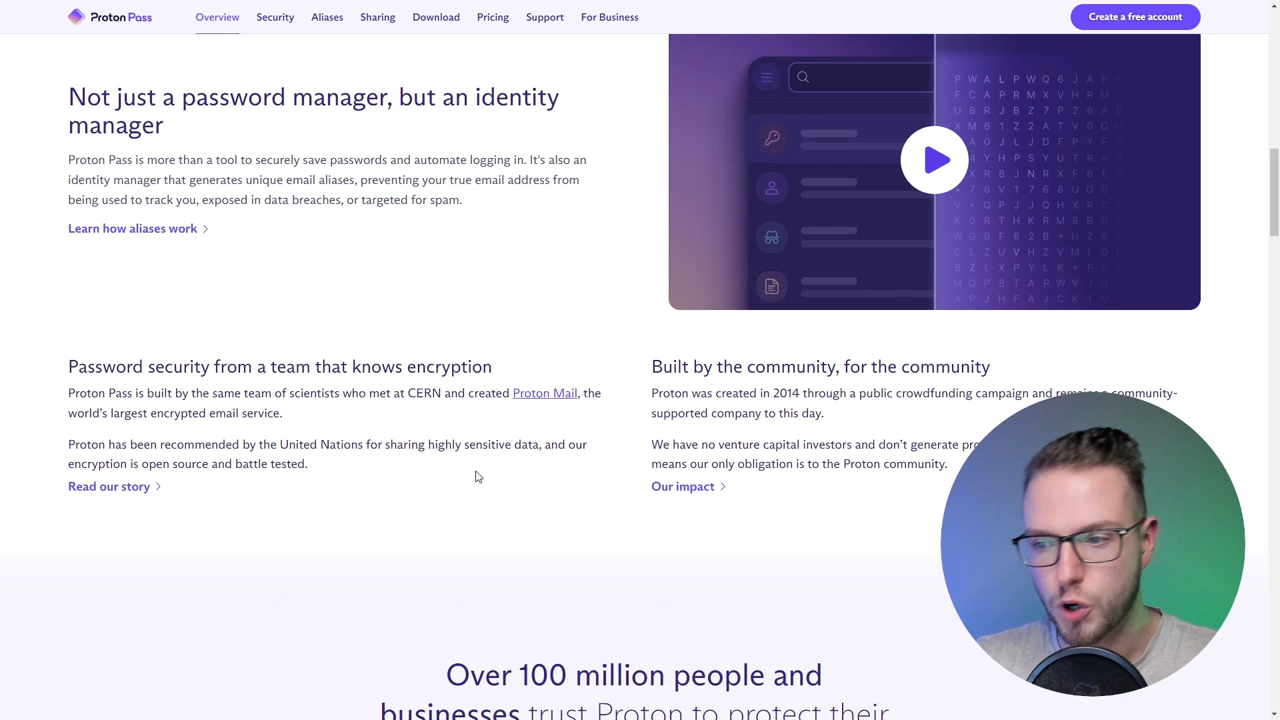 Proton Pass
Overview
Security
Aliases
Sharing
Download
Pricing
Support
For Business
Create a free account
Not just a password manager, but an identity
manager
Proton Pass is more than a tool to securely save passwords and automate logging in. It's also an
identity manager that generates unique email aliases, preventing your true email address from
being used to track you, exposed in data breaches, or targeted for spam.
Learn how aliases work
Password security from a team that knows encryption
Proton Pass is built by the same team of scientists who met at CERN and created Proton Mail, the
world's largest encrypted email service.
Proton has been recommended by the United Nations for sharing highly sensitive data, and our
encryption is open source and battle tested.
Read our story
Built by the community, for the community
Proton was created in 2014 through a public crowdfunding campaign and community-
supported company to this day.
We have no venture capital investors and don't generate
means our only obligation is to the Proton community.
Our impact
Over 100 million people and
businesses trust Proton to protect their